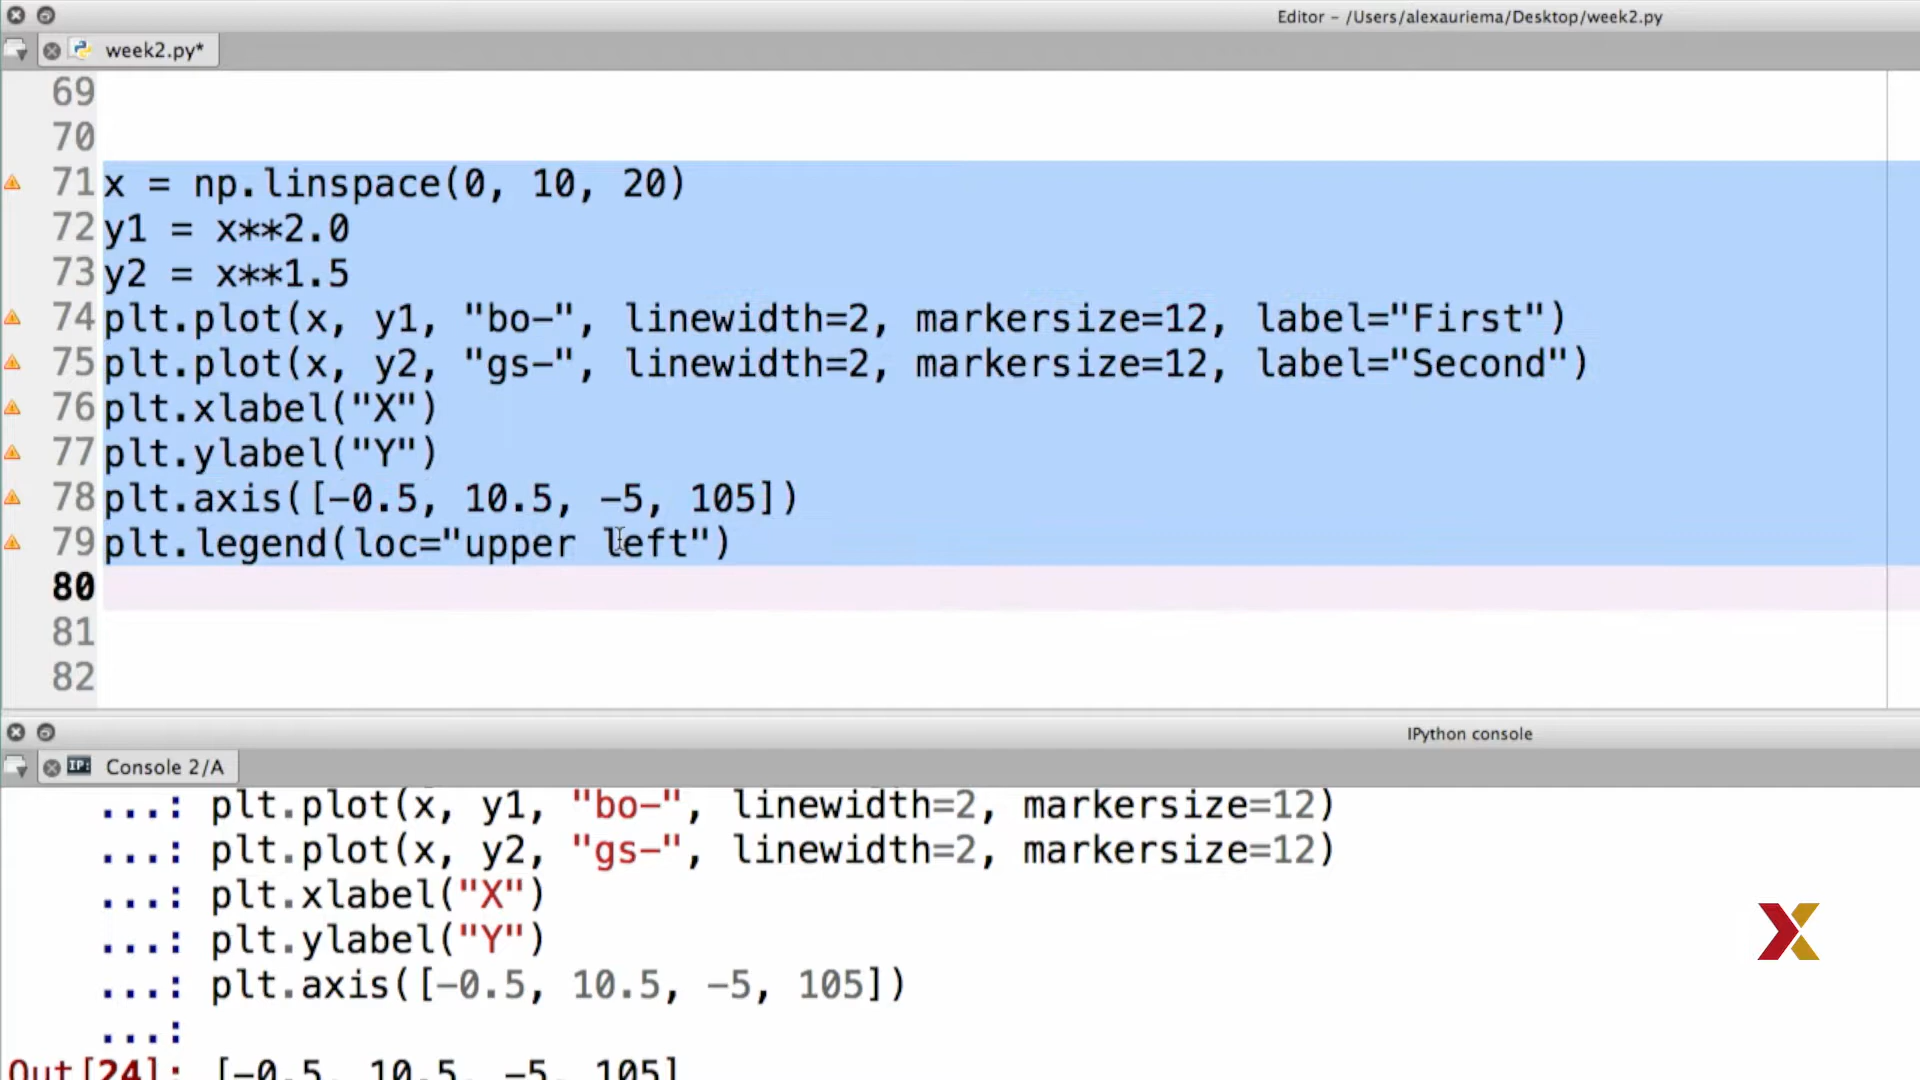 Editor – /Users/alexauriema/Desktop/week2.py
week2.py*
69
70
71 x = np.linspace(0, 10, 20)
72 y1 = x**2.0
73 y2 = x**1.5
74 plt.plot(x, y1, "bo-", linewidth=2, markersize=12, label="First")
75 plt.plot(x, y2, "gs-", linewidth=2, markersize=12, label="Second")
76 plt.xlabel("X")
77 plt.ylabel("Y")
78 plt.axis([-0.5, 10.5, -5, 105])
79 plt.legend(loc="upper left")
80
81
82
IPython console
IP: Console 2/A
...: plt.plot(x, y1, "bo-", linewidth=2, markersize=12)
...: plt.plot(x, y2, "gs-", linewidth=2, markersize=12)
...: plt.xlabel("X")
...: plt.ylabel("Y")
...: plt.axis([-0.5, 10.5, -5, 105])
...:
Out[24]: [-0.5, 10.5, -5, 105]